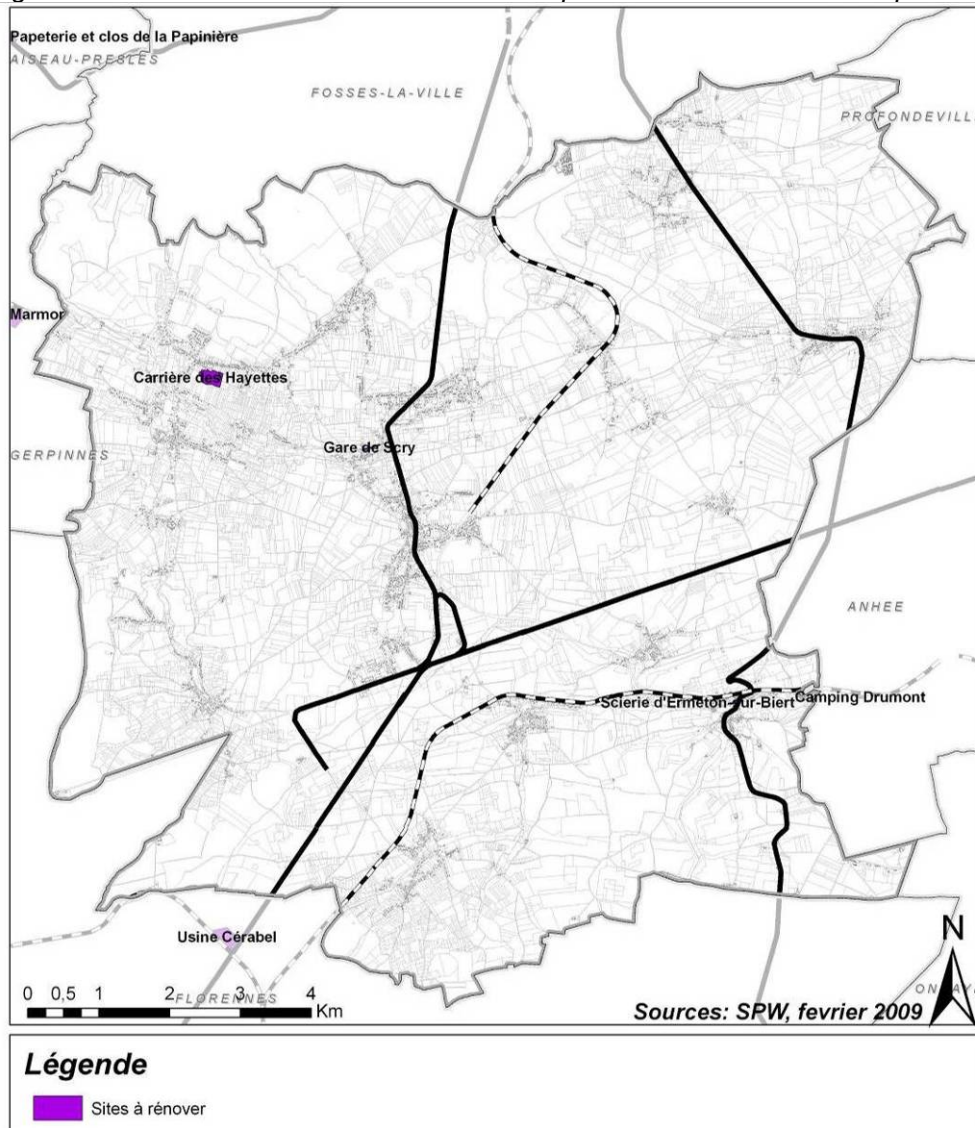 Papeterie et clos de la Papinière
AISEAU-PRESLES
FOSSES-LA-VILLE
PROFONDEVILLE
Marmor
Carrière des Hayettes
Gare de Scry
GERPINNES
ANHEE
Scierie d'Ermeton-sur-Biert
Camping Drumont
Usine Cérabel
FLORENNES
N
0 0,5 1 2 3 4
Km
Sources: SPW, fevrier 2009
Légende
Sites à rénover